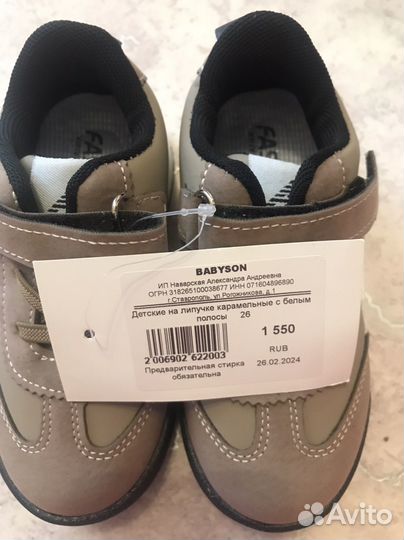 FAS
BABYSON
ИП Наварская Александра Андреевна
ОГРН 318265100038677 ИНН 071604896890
г.Ставрополь, ул Рогожникова, д.1
Детские на липучке карамельные с белым
полосы 26
1 550
RUB
2 006902 622003
Предварительная стирка
обязательна
26.02.2024
Avito